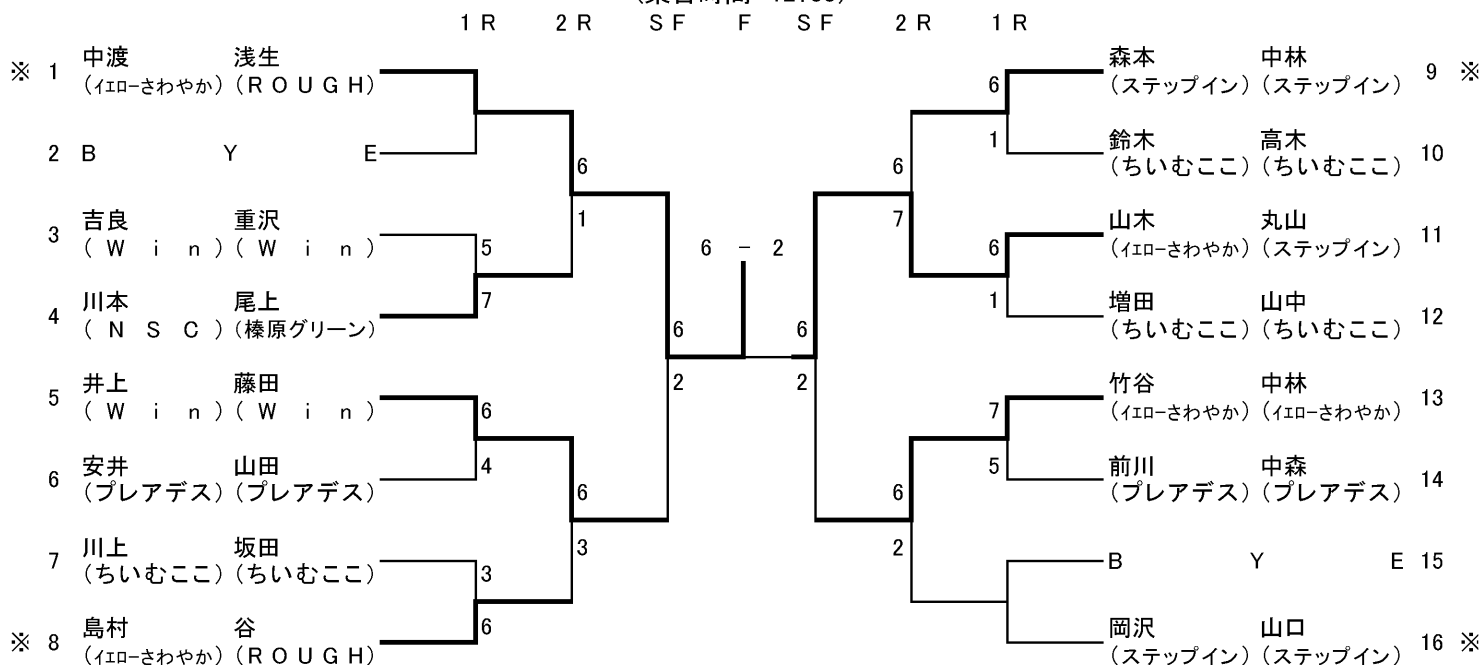 1R 2R SF F SF 2R 1R
※ 1 中渡 浅生
(イエローさわやか) (ROUGH)
2 B Y E
3 吉良 重沢
(Win) (Win)
4 川本 尾上
(NSC) (榛原グリーン)
5 井上 藤田
(Win) (Win)
6 安井 山田
(プレアデス) (プレアデス)
7 川上 坂田
(ちいむここ) (ちいむここ)
※ 8 島村 谷
(イエローさわやか) (ROUGH)
5
7
6
4
3
6
6
1
6
3
6
2
6 - 2
6
2
6
7
6
2
6
1
6
1
7
5
森本 中林 9 ※
(ステップイン) (ステップイン)
鈴木 高木 10
(ちいむここ) (ちいむここ)
山木 丸山 11
(イエローさわやか) (ステップイン)
増田 山中 12
(ちいむここ) (ちいむここ)
竹谷 中林 13
(イエローさわやか) (イエローさわやか)
前川 中森 14
(プレアデス) (プレアデス)
B Y E 15
岡沢 山口 16 ※
(ステップイン) (ステップイン)